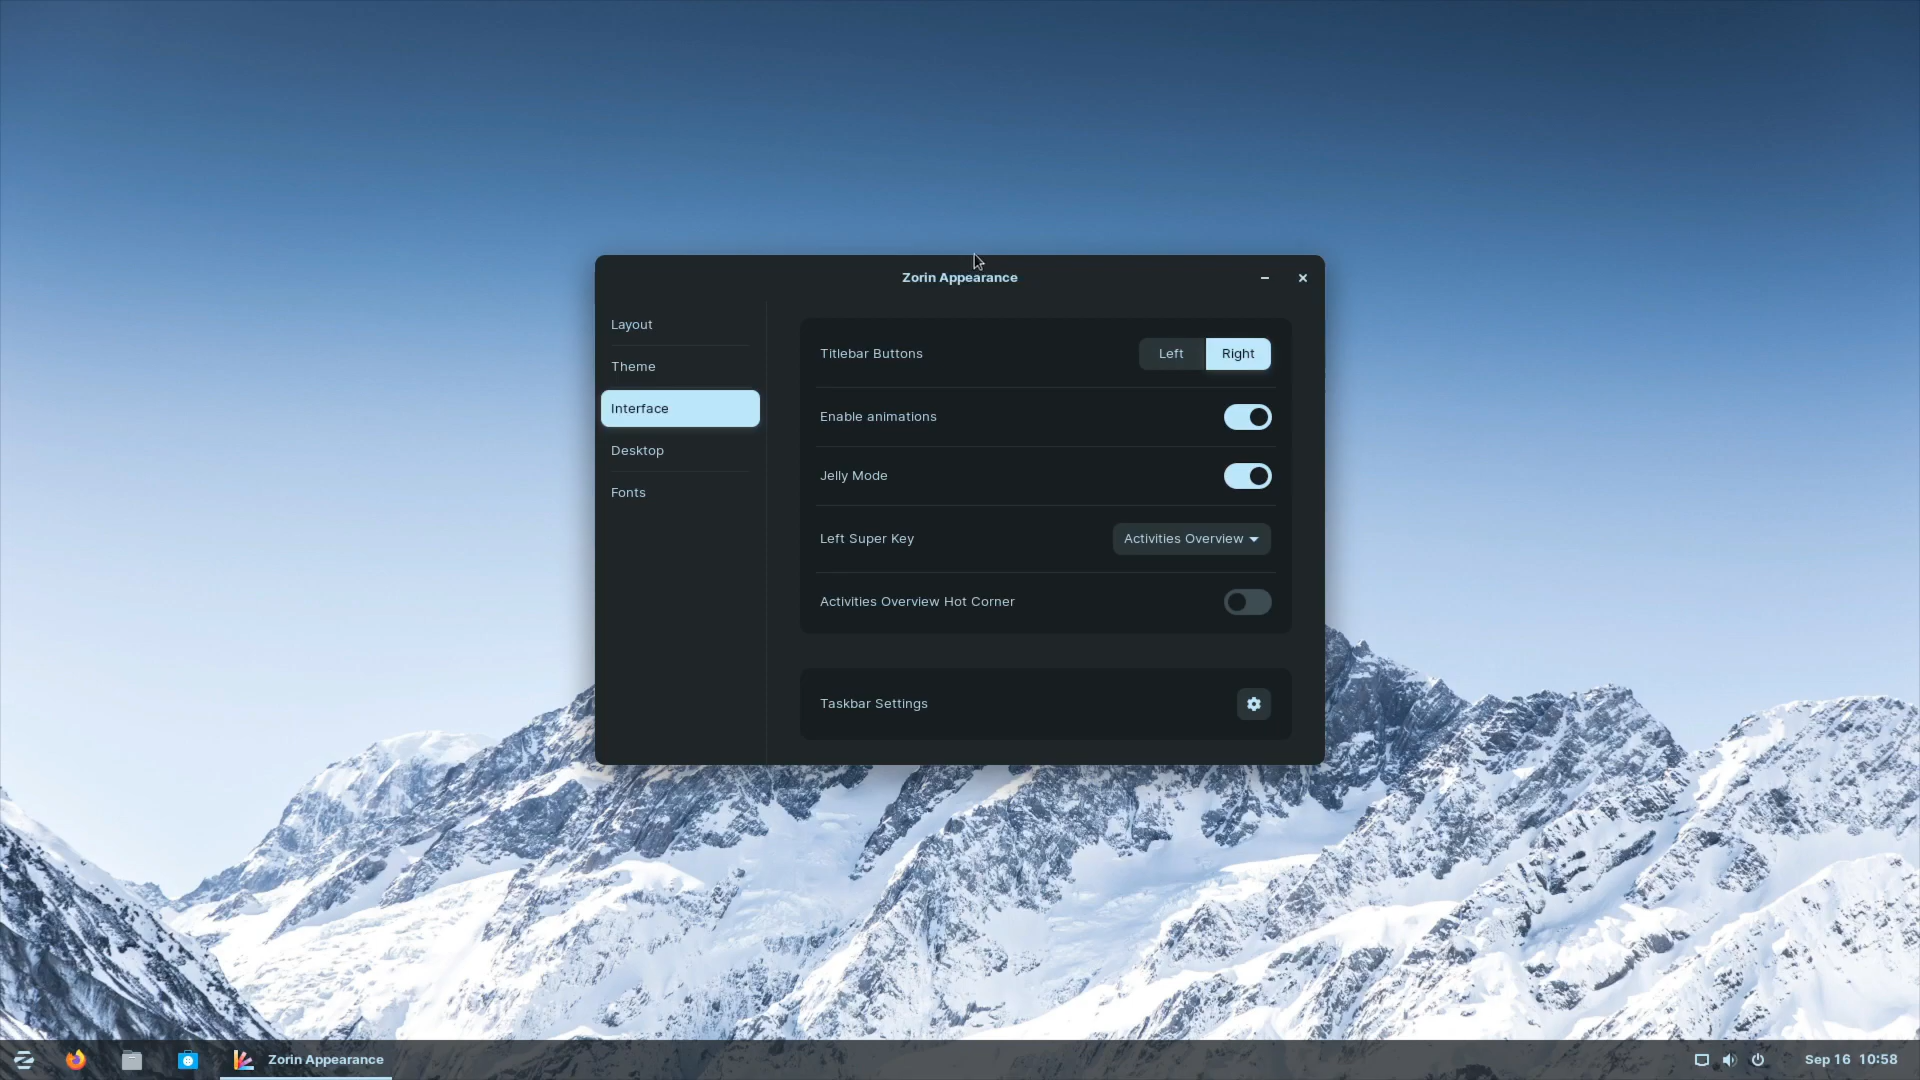 Zorin Appearance
Layout
Theme
Interface
Desktop
Fonts
Titlebar Buttons Left Right
Enable animations
Jelly Mode
Left Super Key Activities Overview
Activities Overview Hot Corner
Taskbar Settings
Zorin Appearance Sep 16 10:58